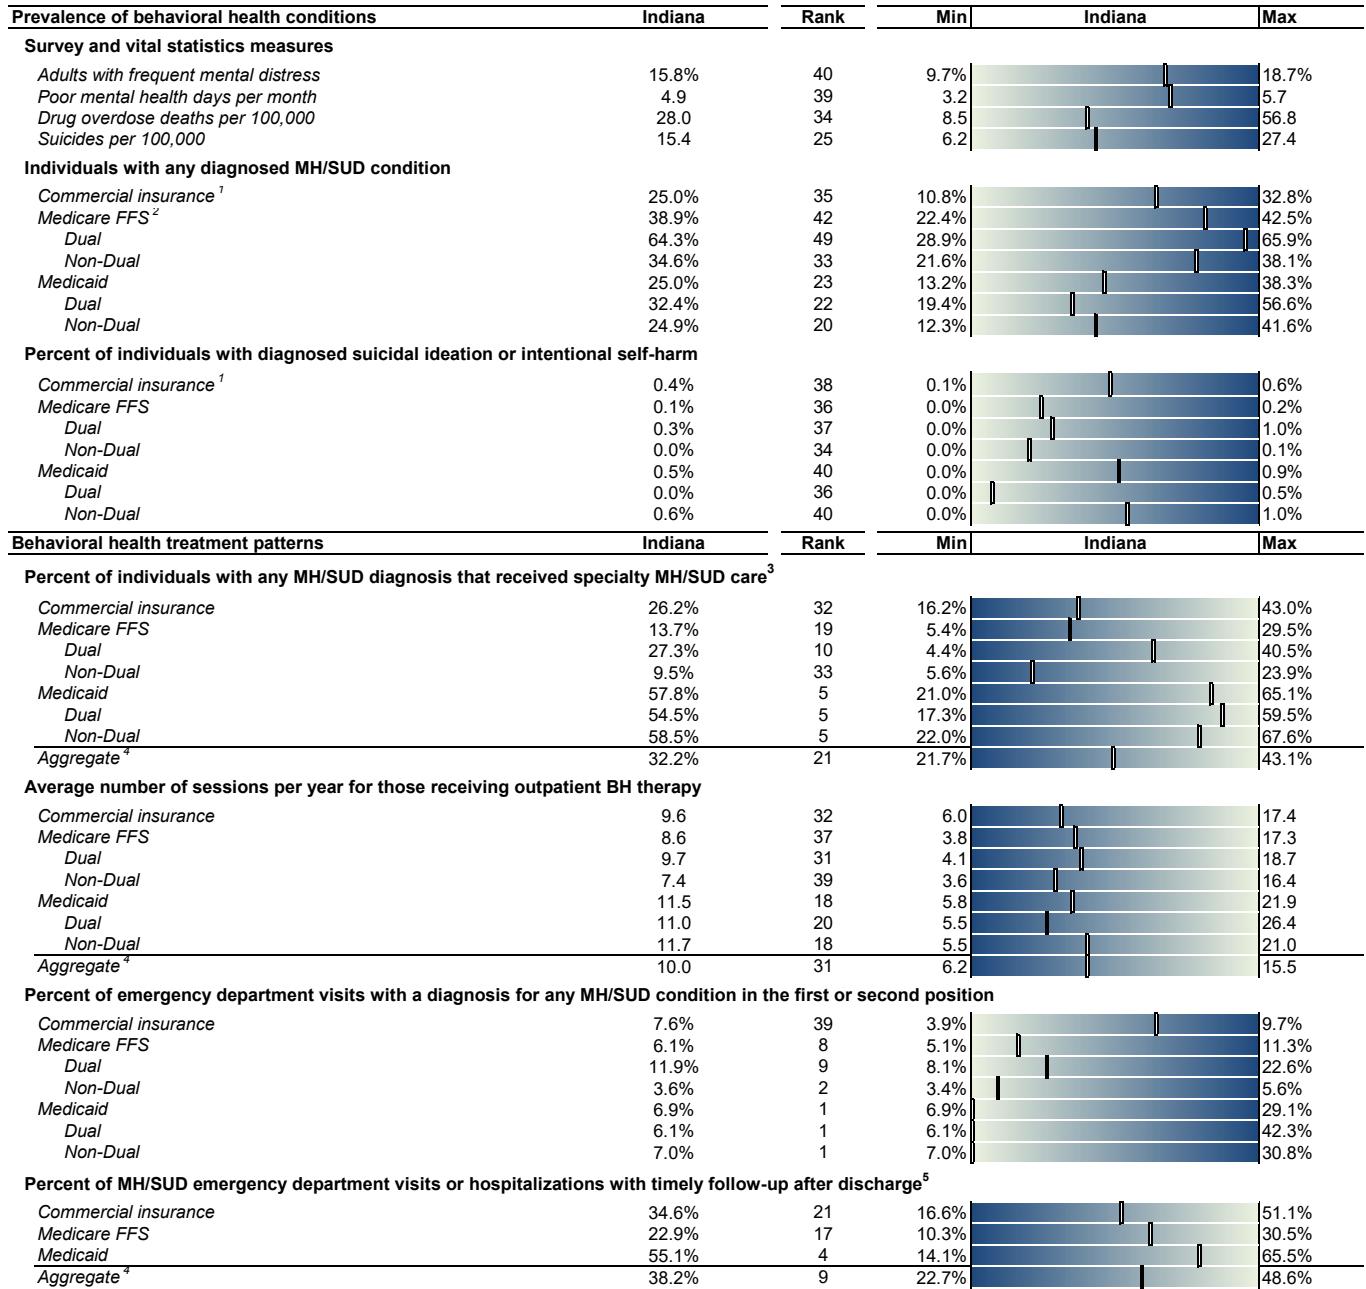 Prevalence of behavioral health conditions Indiana Rank Min Indiana Max
Survey and vital statistics measures
Adults with frequent mental distress 15.8% 40 9.7% 18.7%
Poor mental health days per month 4.9 39 3.2 5.7
Drug overdose deaths per 100,000 28.0 34 8.5 56.8
Suicides per 100,000 15.4 25 6.2 27.4
Individuals with any diagnosed MH/SUD condition
Commercial insurance 1 25.0% 35 10.8% 32.8%
Medicare FFS 2 38.9% 42 22.4% 42.5%
Dual 64.3% 49 28.9% 65.9%
Non-Dual 34.6% 33 21.6% 38.1%
Medicaid 25.0% 23 13.2% 38.3%
Dual 32.4% 22 19.4% 56.6%
Non-Dual 24.9% 20 12.3% 41.6%
Percent of individuals with diagnosed suicidal ideation or intentional self-harm
Commercial insurance 1 0.4% 38 0.1% 0.6%
Medicare FFS 0.1% 36 0.0% 0.2%
Dual 0.3% 37 0.0% 1.0%
Non-Dual 0.0% 34 0.0% 0.1%
Medicaid 0.5% 40 0.0% 0.9%
Dual 0.0% 36 0.0% 0.5%
Non-Dual 0.6% 40 0.0% 1.0%
Behavioral health treatment patterns Indiana Rank Min Indiana Max
Percent of individuals with any MH/SUD diagnosis that received specialty MH/SUD care3
Commercial insurance 26.2% 32 16.2% 43.0%
Medicare FFS 13.7% 19 5.4% 29.5%
Dual 27.3% 10 4.4% 40.5%
Non-Dual 9.5% 33 5.6% 23.9%
Medicaid 57.8% 5 21.0% 65.1%
Dual 54.5% 5 17.3% 59.5%
Non-Dual 58.5% 5 22.0% 67.6%
Aggregate 4 32.2% 21 21.7% 43.1%
Average number of sessions per year for those receiving outpatient BH therapy
Commercial insurance 9.6 32 6.0 17.4
Medicare FFS 8.6 37 3.8 17.3
Dual 9.7 31 4.1 18.7
Non-Dual 7.4 39 3.6 16.4
Medicaid 11.5 18 5.8 21.9
Dual 11.0 20 5.5 26.4
Non-Dual 11.7 18 5.5 21.0
Aggregate 4 10.0 31 6.2 15.5
Percent of emergency department visits with a diagnosis for any MH/SUD condition in the first or second position
Commercial insurance 7.6% 39 3.9% 9.7%
Medicare FFS 6.1% 8 5.1% 11.3%
Dual 11.9% 9 8.1% 22.6%
Non-Dual 3.6% 2 3.4% 5.6%
Medicaid 6.9% 1 6.9% 29.1%
Dual 6.1% 1 6.1% 42.3%
Non-Dual 7.0% 1 7.0% 30.8%
Percent of MH/SUD emergency department visits or hospitalizations with timely follow-up after discharge5
Commercial insurance 34.6% 21 16.6% 51.1%
Medicare FFS 22.9% 17 10.3% 30.5%
Medicaid 55.1% 4 14.1% 65.5%
Aggregate 4 38.2% 9 22.7% 48.6%